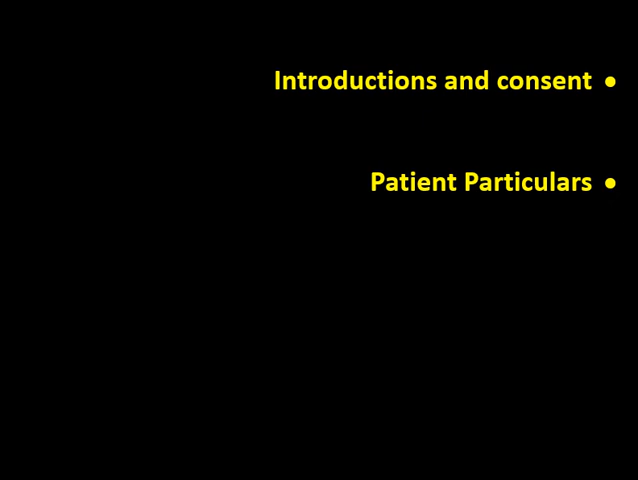 Introductions and consent •
Patient Particulars •